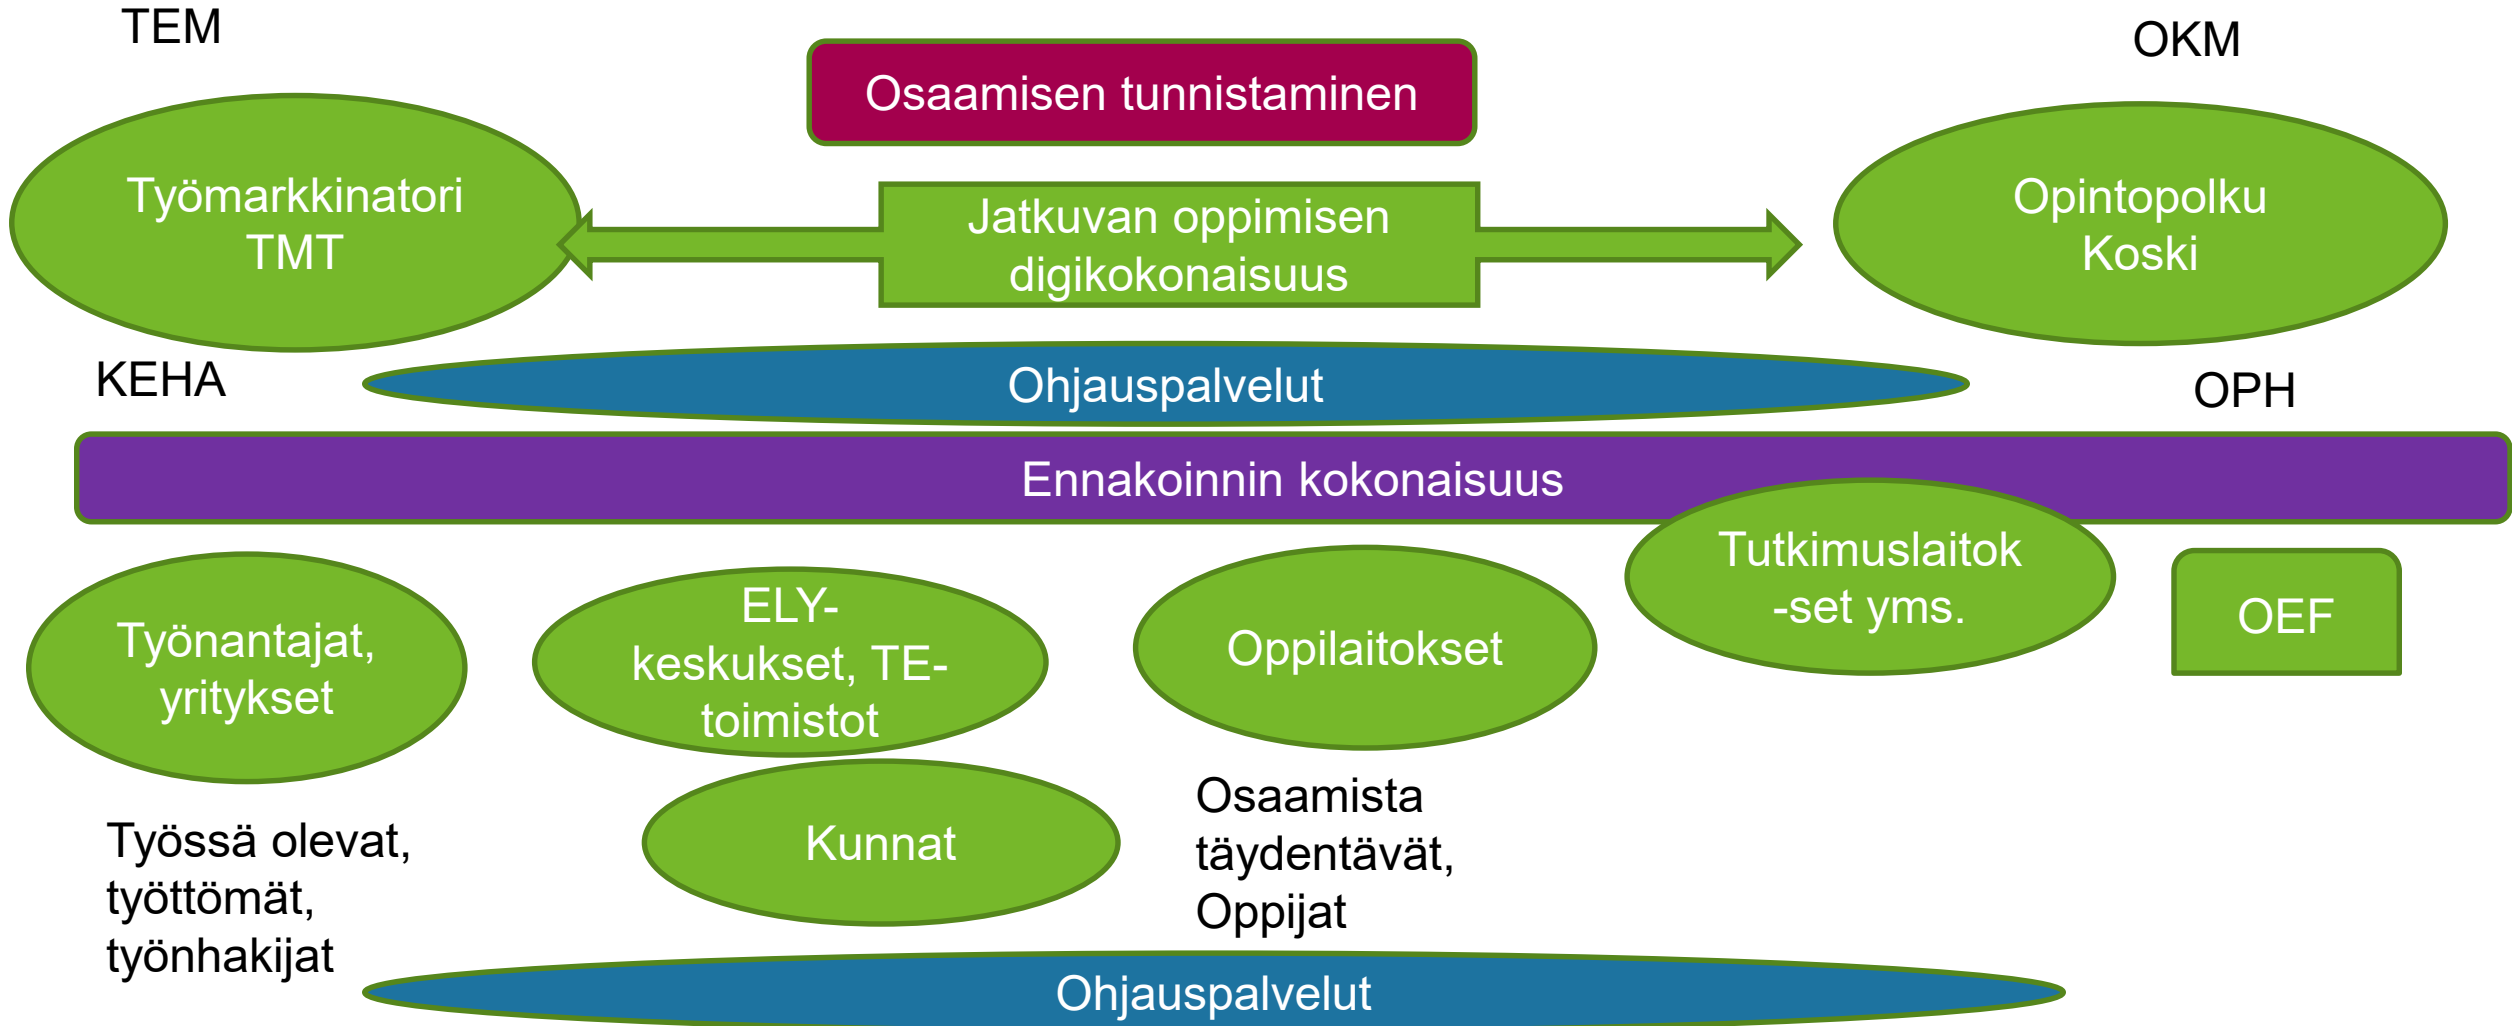 TEM
OKM
Osaamisen tunnistaminen
Työmarkkinatori
TMT
Jatkuvan oppimisen
digikokonaisuus
Opintopolku
Koski
KEHA
Ohjauspalvelut
OPH
Ennakoinnin kokonaisuus
Työnantajat,
yritykset
ELY-
keskukset, TE-
toimistot
Oppilaitokset
Tutkimuslaitok
-set yms.
OEF
Työssä olevat,
työttömät,
työnhakijat
Kunnat
Osaamista
täydentävät,
Oppijat
Ohjauspalvelut